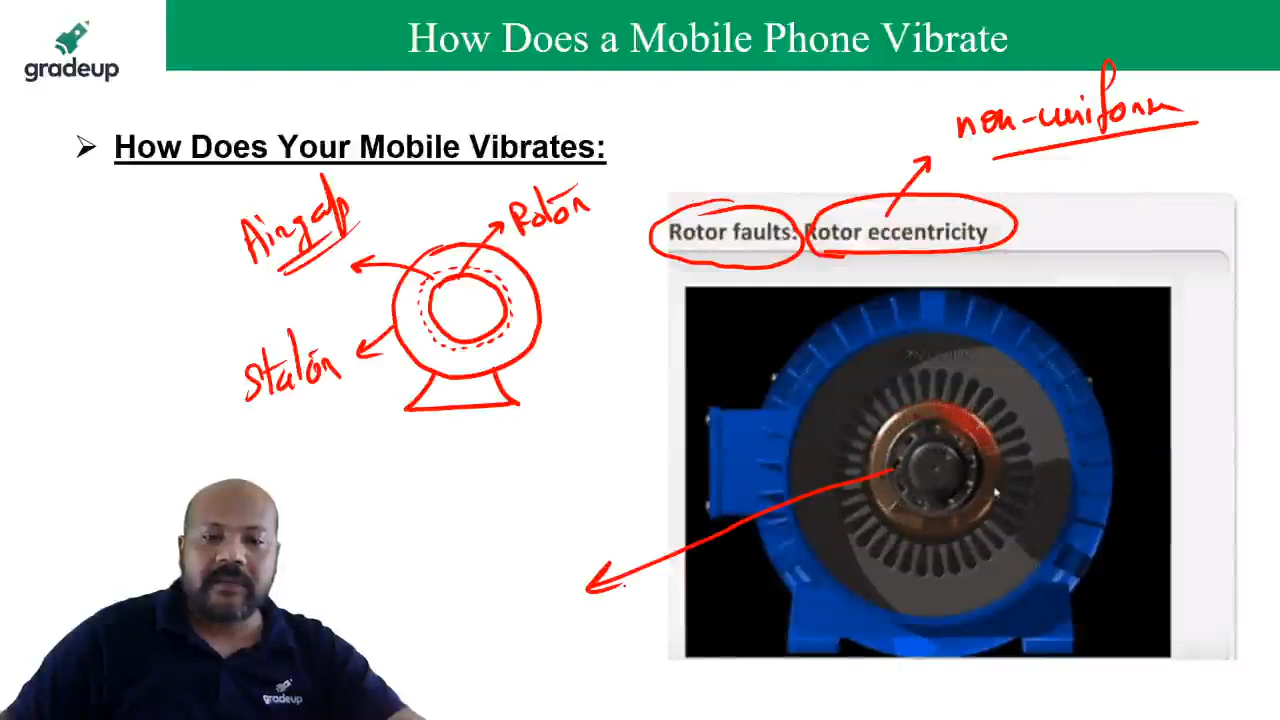 gradeup
How Does a Mobile Phone Vibrate
non-uniform
➢ How Does Your Mobile Vibrates:
Airgap
Rotor
Rotor faults: Rotor eccentricity
Stator
gradeup